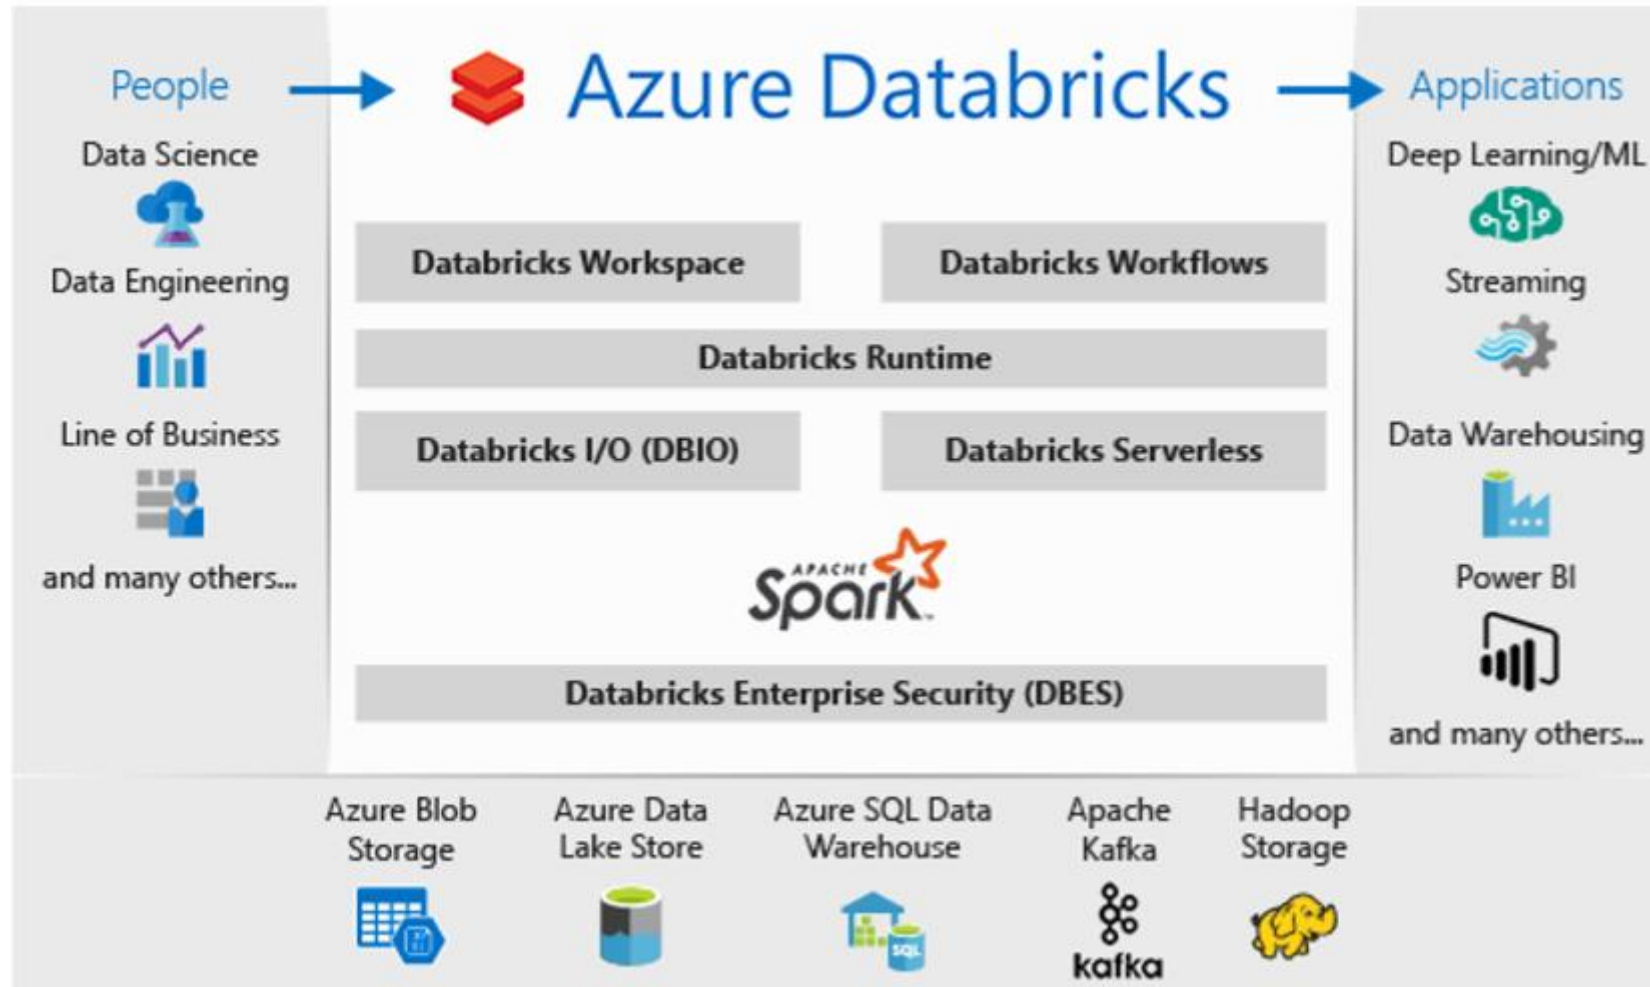 People
Azure Databricks
Applications
Data Science
Data Engineering
Line of Business
and many others...
Databricks Workspace
Databricks Workflows
Databricks Runtime
Databricks I/O (DBIO)
Databricks Serverless
APACHE
Spark™
Databricks Enterprise Security (DBES)
Deep Learning/ML
Streaming
Data Warehousing
Power BI
and many others...
Azure Blob
Storage
Azure Data
Lake Store
Azure SQL Data
Warehouse
SQL
Apache
Kafka
kafka
Hadoop
Storage